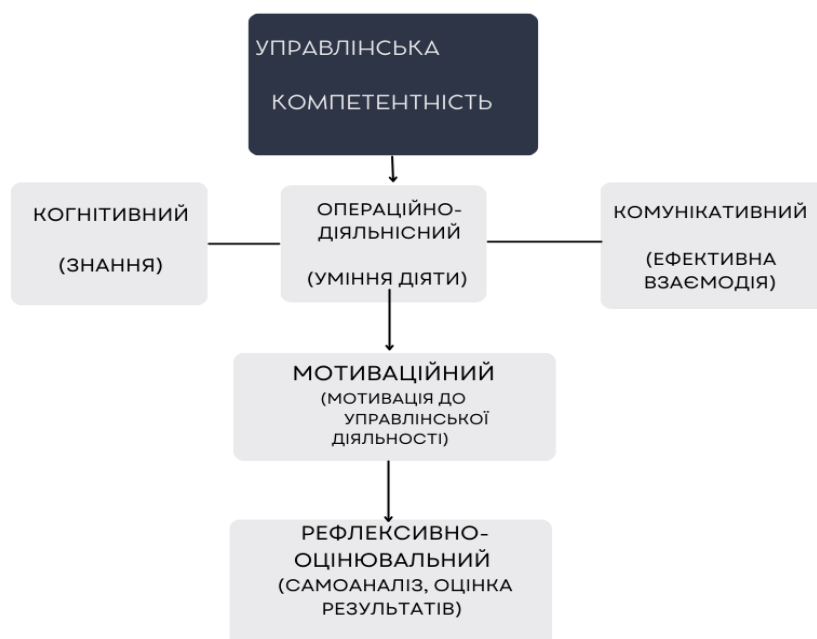 УПРАВЛІНСЬКА
КОМПЕТЕНТНІСТЬ
КОГНІТИВНИЙ
(ЗНАННЯ)
ОПЕРАЦІЙНО-
ДІЯЛЬНІСНИЙ
(УМІННЯ ДІЯТИ)
КОМУНІКАТИВНИЙ
(ЕФЕКТИВНА
ВЗАЄМОДІЯ)
МОТИВАЦІЙНИЙ
(МОТИВАЦІЯ ДО
УПРАВЛІНСЬКОЇ
ДІЯЛЬНОСТІ)
РЕФЛЕКСИВНО-
ОЦІНЮВАЛЬНИЙ
(САМОАНАЛІЗ, ОЦІНКА
РЕЗУЛЬТАТІВ)